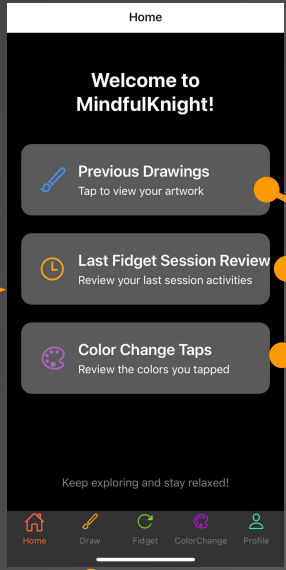 Home
Welcome to
MindfulKnight!
Previous Drawings
Tap to view your artwork
Last Fidget Session Review
Review your last session activities
Color Change Taps
Review the colors you tapped
Keep exploring and stay relaxed!
Home Draw Fidget ColorChange Profile